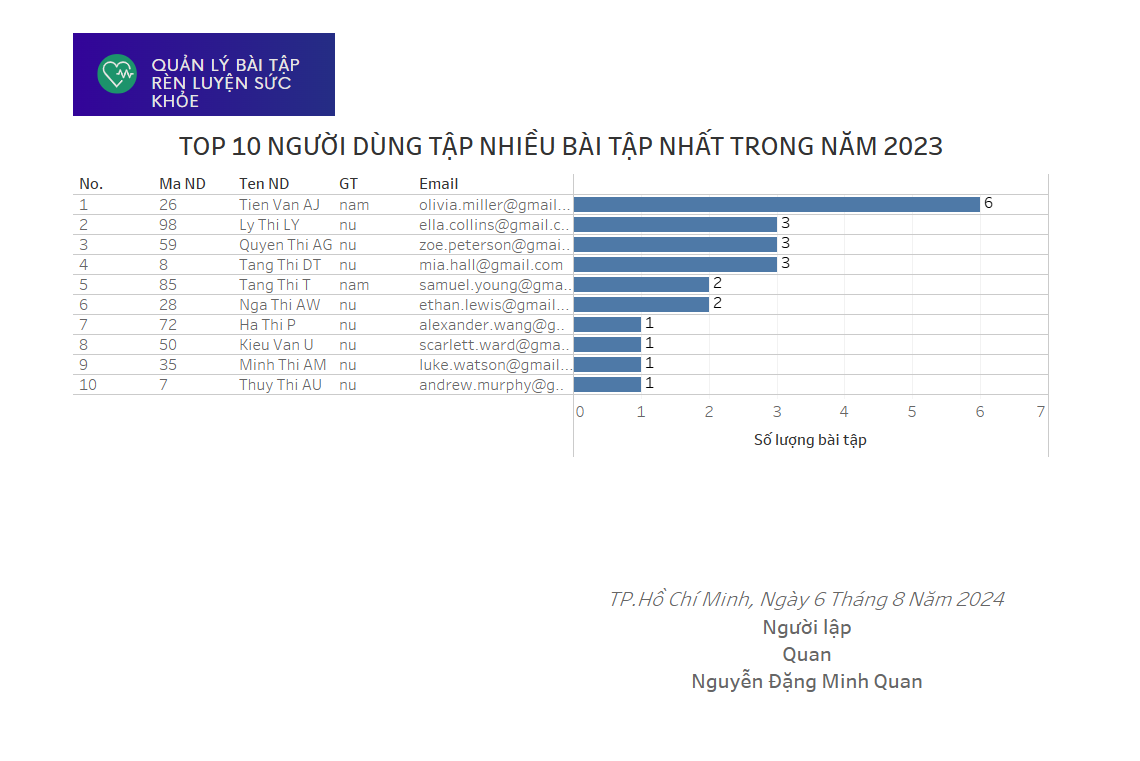 QUẢN LÝ BÀI TẬP
RÈN LUYỆN SỨC
KHỎE
TOP 10 NGƯỜI DÙNG TẬP NHIỀU BÀI TẬP NHẤT TRONG NĂM 2023
No. Ma ND Ten ND GT Email
1 26 Tien Van AJ nam olivia.miller@gmail... 6
2 98 Ly Thi LY nu ella.collins@gmail.c.. 3
3 59 Quyen Thi AG nu zoe.peterson@gmai.. 3
4 8 Tang Thi DT nu mia.hall@gmail.com 3
5 85 Tang Thi T nam samuel.young@gma.. 2
6 28 Nga Thi AW nu ethan.lewis@gmail... 2
7 72 Ha Thi P nu alexander.wang@g.. 1
8 50 Kieu Van U nu scarlett.ward@gma.. 1
9 35 Minh Thi AM nu luke.watson@gmail... 1
10 7 Thuy Thi AU nu andrew.murphy@g.. 1
0 1 2 3 4 5 6 7
Số lượng bài tập
TP.Hồ Chí Minh, Ngày 6 Tháng 8 Năm 2024
Người lập
Quan
Nguyễn Đặng Minh Quan